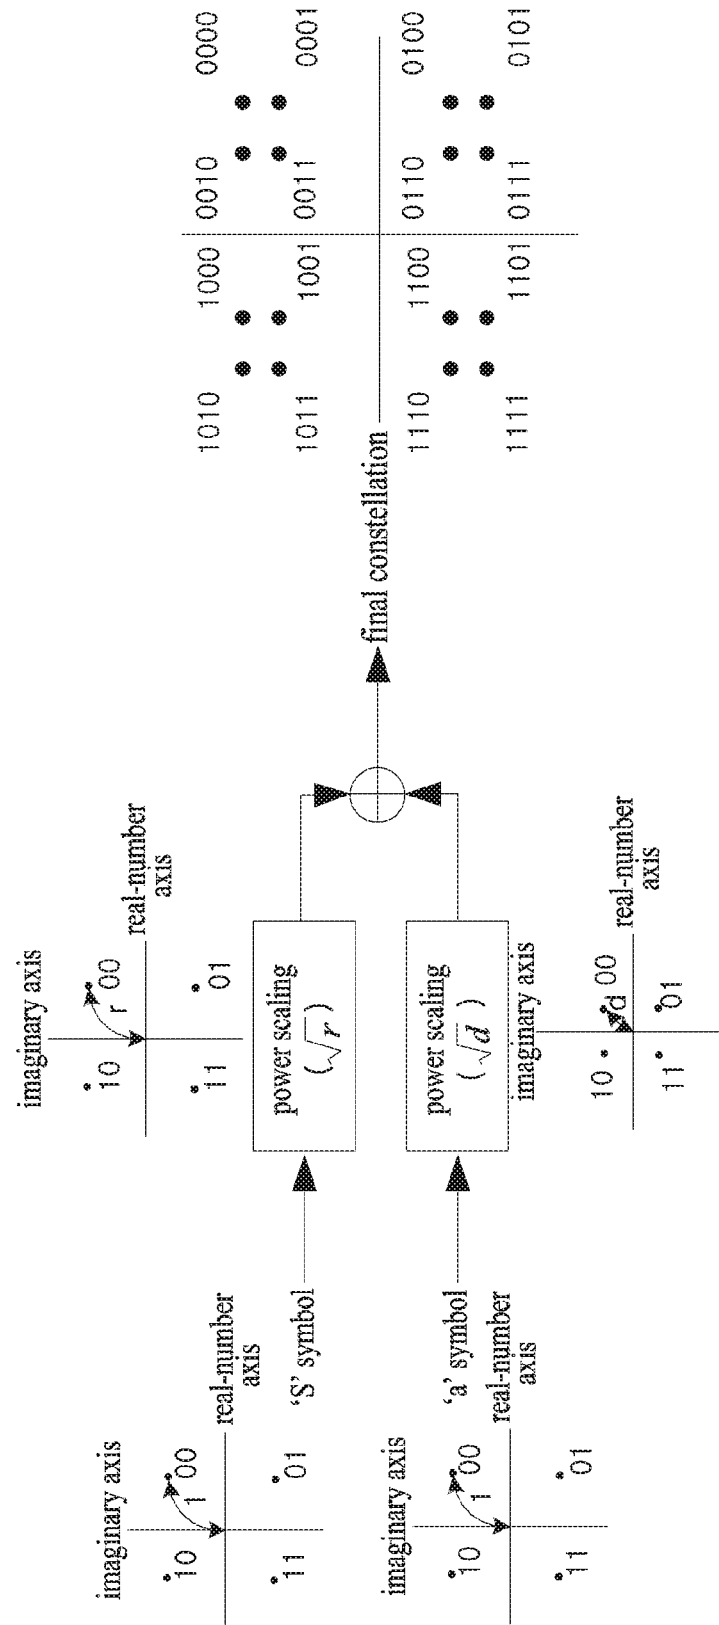 imaginary axis
10
1
00
11
01
real-number
axis
'S' symbol
imaginary axis
10
1
00
11
01
real-number
axis
'a' symbol
imaginary axis
10
r
00
11
01
real-number
axis
power scaling
(√r)
power scaling
(√d)
imaginary axis
10
d
00
11
01
real-number
axis
final constellation
1010 1000 0010 0000
1011 1001 0011 0001
1110 1100 0110 0100
1111 1101 0111 0101